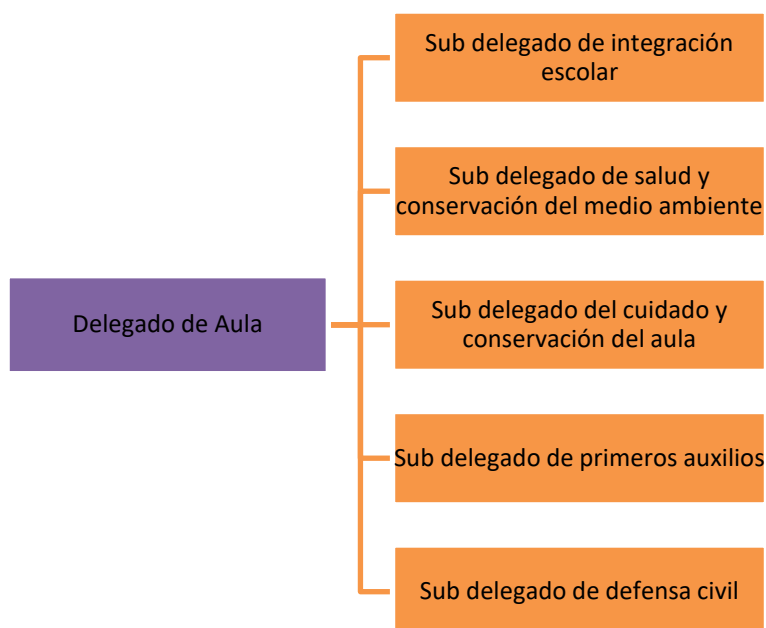 Sub delegado de integración
escolar
Sub delegado de salud y
conservación del medio ambiente
Delegado de Aula
Sub delegado del cuidado y
conservación del aula
Sub delegado de primeros auxilios
Sub delegado de defensa civil